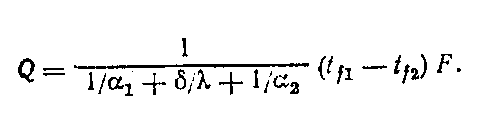 Q = 1 / (1/α₁ + δ/λ + 1/α₂) (t_f1 — t_f2) F.